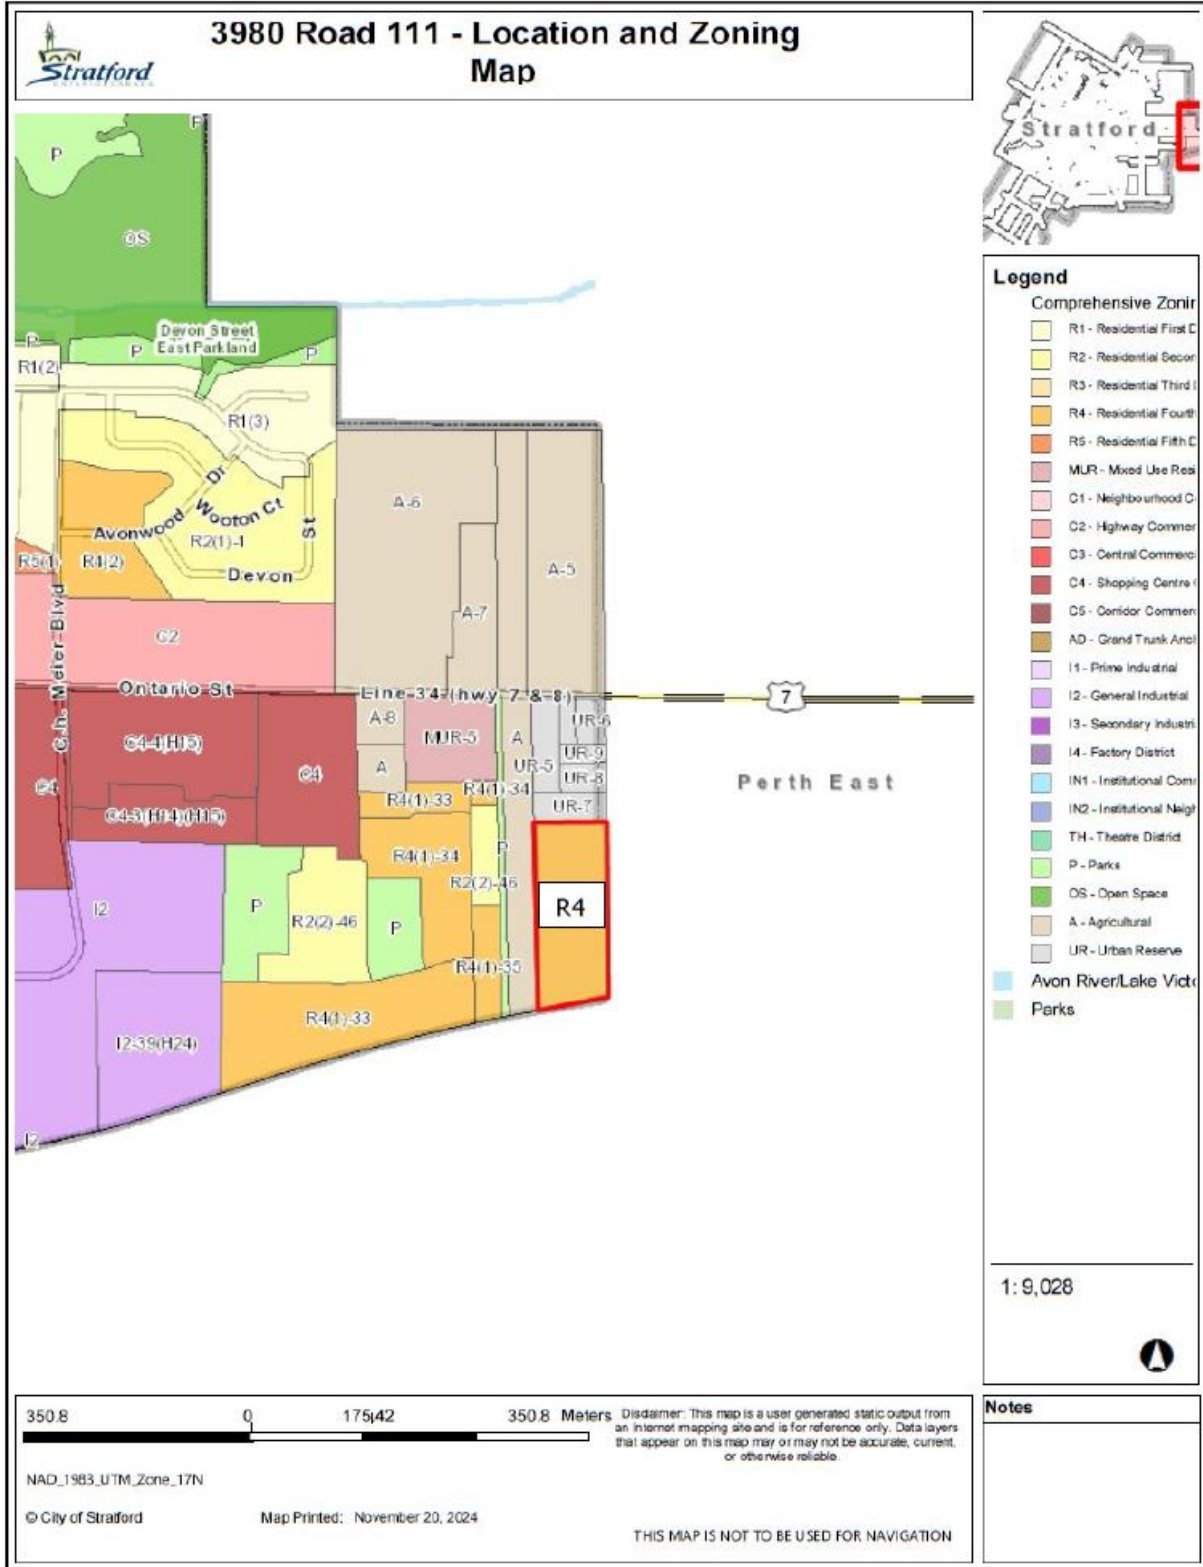 Stratford
ONTARIO CANADA
3980 Road 111 - Location and Zoning
Map
Stratford
P
P
OS
Devon Street
East Parkland
P
P
P
R1(2)
R1(3)
Dr
Wooton Ct
Avonwood
R2(1)-1
St
Devon
R5(1)
R4(2)
A-6
A-5
A-7
C2
C.h. Meier Blvd
Ontario St
Line 34 (hwy 7 & 8)
7
A-8
MUR-5
A
UR-6
C4-4(H15)
UR-9
C4
A
UR-5
UR-8
C4
R4(1)-33
R4(1)-34
UR-7
C4-3(H14)(H15)
Perth East
R4(1)-34
P
R2(2)-46
R4
I2
P
R2(2)-46
P
R4(1)-35
R4(1)-33
I2-39(H24)
I2
Legend
Comprehensive Zonin
R1 - Residential First D
R2 - Residential Secon
R3 - Residential Third
R4 - Residential Fourth
R5 - Residential Fifth D
MUR - Mixed Use Resi
C1 - Neighbourhood C
C2 - Highway Commer
C3 - Central Commerc
C4 - Shopping Centre
C5 - Corridor Commer
AD - Grand Trunk Anci
I1 - Prime Industrial
I2 - General Industrial
I3 - Secondary Industri
I4 - Factory District
IN1 - Institutional Com
IN2 - Institutional Neigh
TH - Theatre District
P - Parks
OS - Open Space
A - Agricultural
UR - Urban Reserve
Avon River/Lake Victo
Parks
1: 9,028
350.8 0 175.42 350.8 Meters
NAD_1983_UTM_Zone_17N
© City of Stratford
Map Printed: November 20, 2024
Disclaimer: This map is a user generated static output from
an Internet mapping site and is for reference only. Data layers
that appear on this map may or may not be accurate, current,
or otherwise reliable.
THIS MAP IS NOT TO BE USED FOR NAVIGATION
Notes